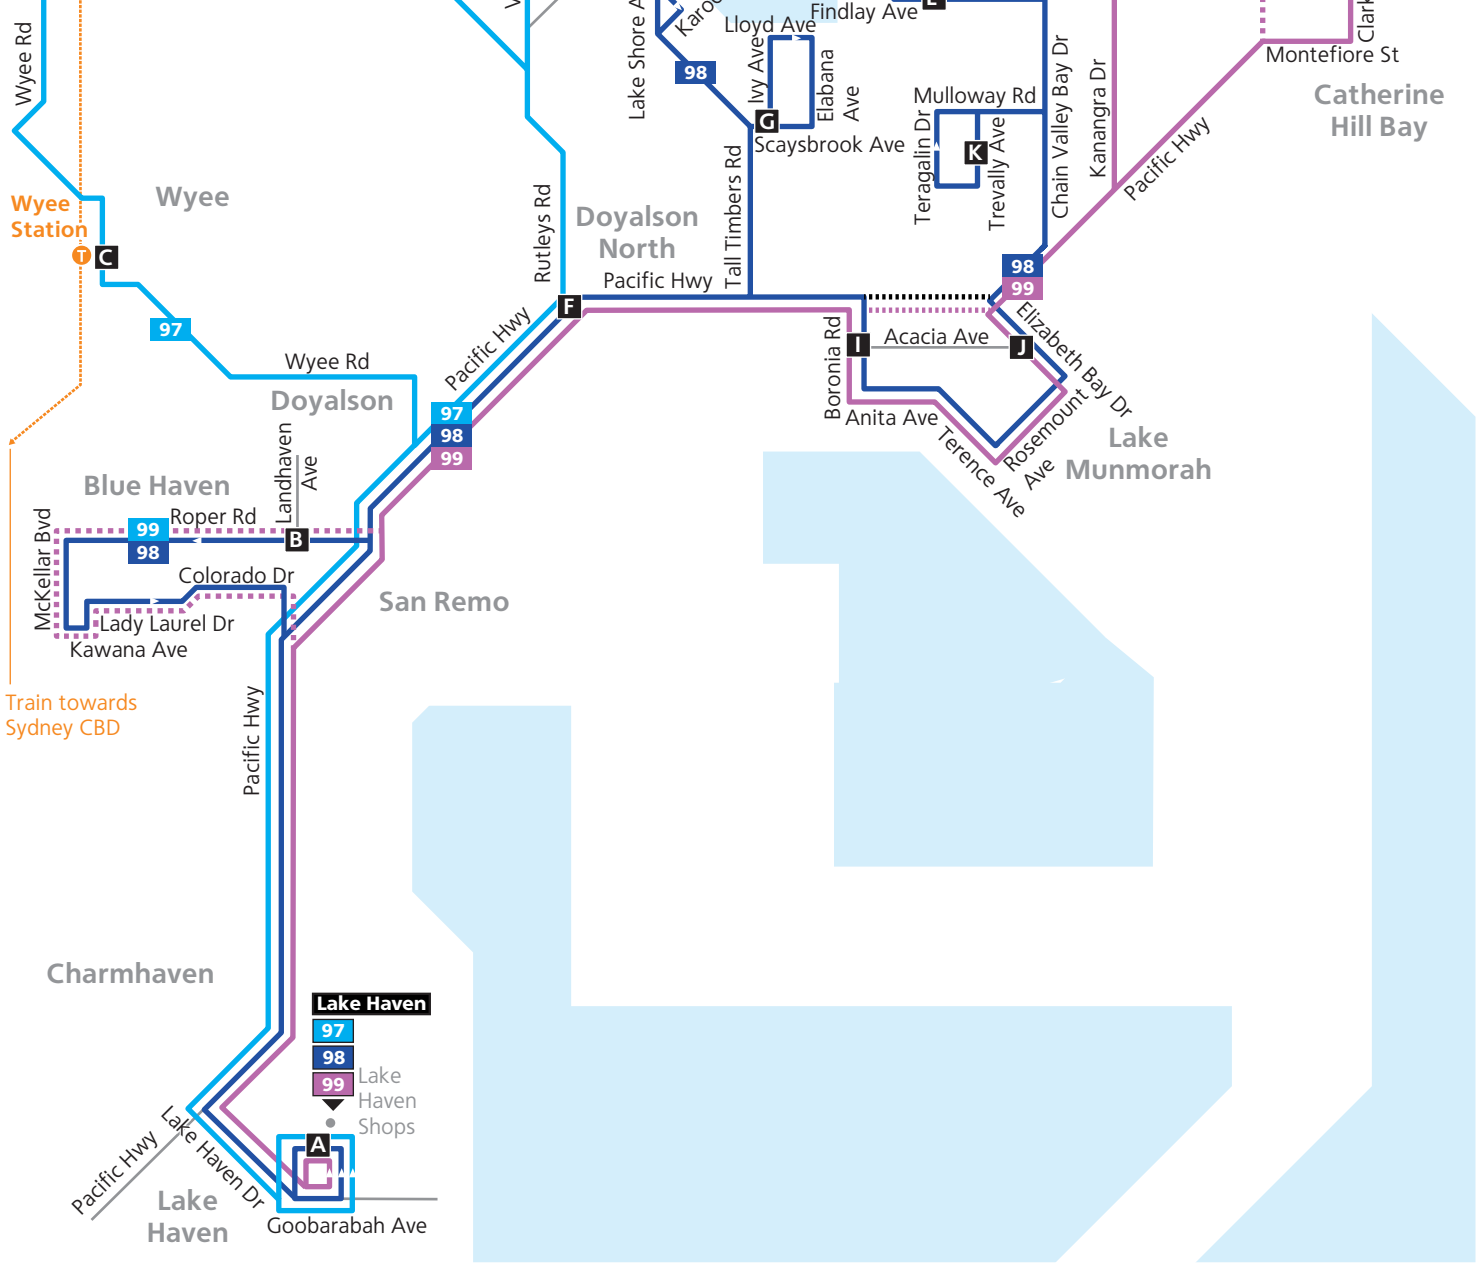 Findlay Ave
Lloyd Ave
Lake Shore A
Wyee Rd
98
Ivy Ave
Elabana
Ave
G
Scaysbrook Ave
Mulloway Rd
Teragalin Dr
K
Trevally Ave
Chain Valley Bay Dr
Kanangra Dr
Pacific Hwy
Montefiore St
Clark
Catherine
Hill Bay
Wyee
Wyee
Station
T
C
97
Rutleys Rd
Doyalson
North
Pacific Hwy
Tall Timbers Rd
F
98
99
Elizabeth Bay Dr
Boronia Rd
I
Acacia Ave
J
Anita Ave
Terence Ave
Rosemount
Ave
Lake
Munmorah
Pacific Hwy
Wyee Rd
Doyalson
97
98
99
Landhaven
Ave
Blue Haven
Roper Rd
99
98
B
McKellar Bvd
Colorado Dr
Lady Laurel Dr
Kawana Ave
San Remo
Train towards
Sydney CBD
Pacific Hwy
Charmhaven
Lake Haven
97
98
99
Lake
Haven
Shops
A
Lake Haven Dr
Pacific Hwy
Lake
Haven
Goobarabah Ave